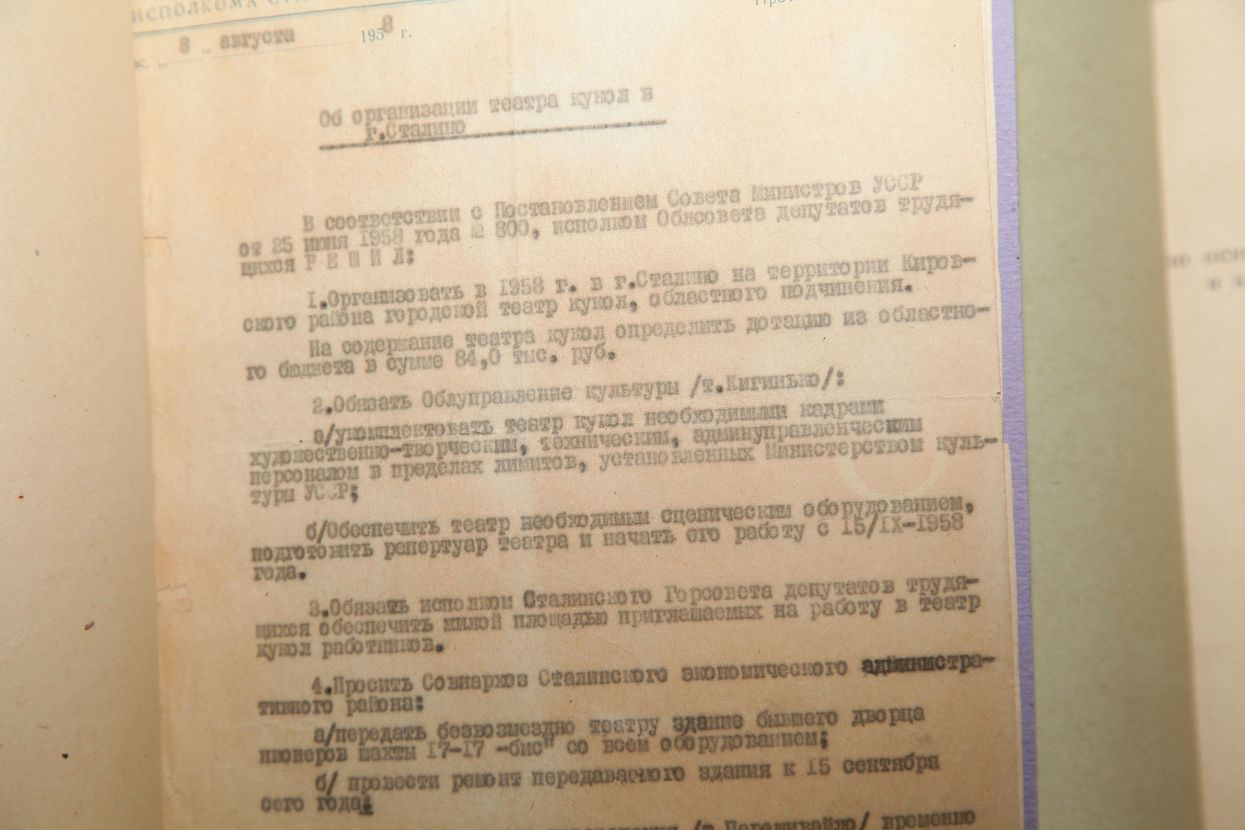 ИСПОЛКОМА
8 „ августа 1958 г.
Об организации театра кукол в
г.Сталино
В соответствии с Постановлением Совета Министров УССР
от 25 июня 1958 года № 800, исполком Облсовета депутатов трудя-
щихся Р Е Ш И Л:
1.Организовать в 1958 г. в г.Сталино на территории Киров-
ского района городской театр кукол, областного подчинения.
На содержание театра кукол определить дотацию из областно-
го бюджета в сумме 84,0 тыс. руб.
2.Обязать Облуправление культуры /т.Кигинько/:
а/укомплектовать театр кукол необходимыми кадрами
художественно-творческим, техническим, админуправленческим
персоналом в пределах лимитов, установленных Министерством куль-
туры УССР;
б/Обеспечить театр необходимым сценическим оборудованием,
подготовить репертуар театра и начать его работу с 15/IX-1958
года.
3.Обязать исполком Сталинского Горсовета депутатов трудя-
щихся обеспечить жилой площадью приглашаемых на работу в театр
кукол работников.
4.Просить Совнархоз Сталинского экономического администра-
тивного района:
а/передать безвозмездно театру здание бывшего дворца
пионеров шахты 17-17 -бис" со всем оборудованием;
б/ провести ремонт передаваемого здания к 15 сентября
сего года;
/т.Передивайло/ временно